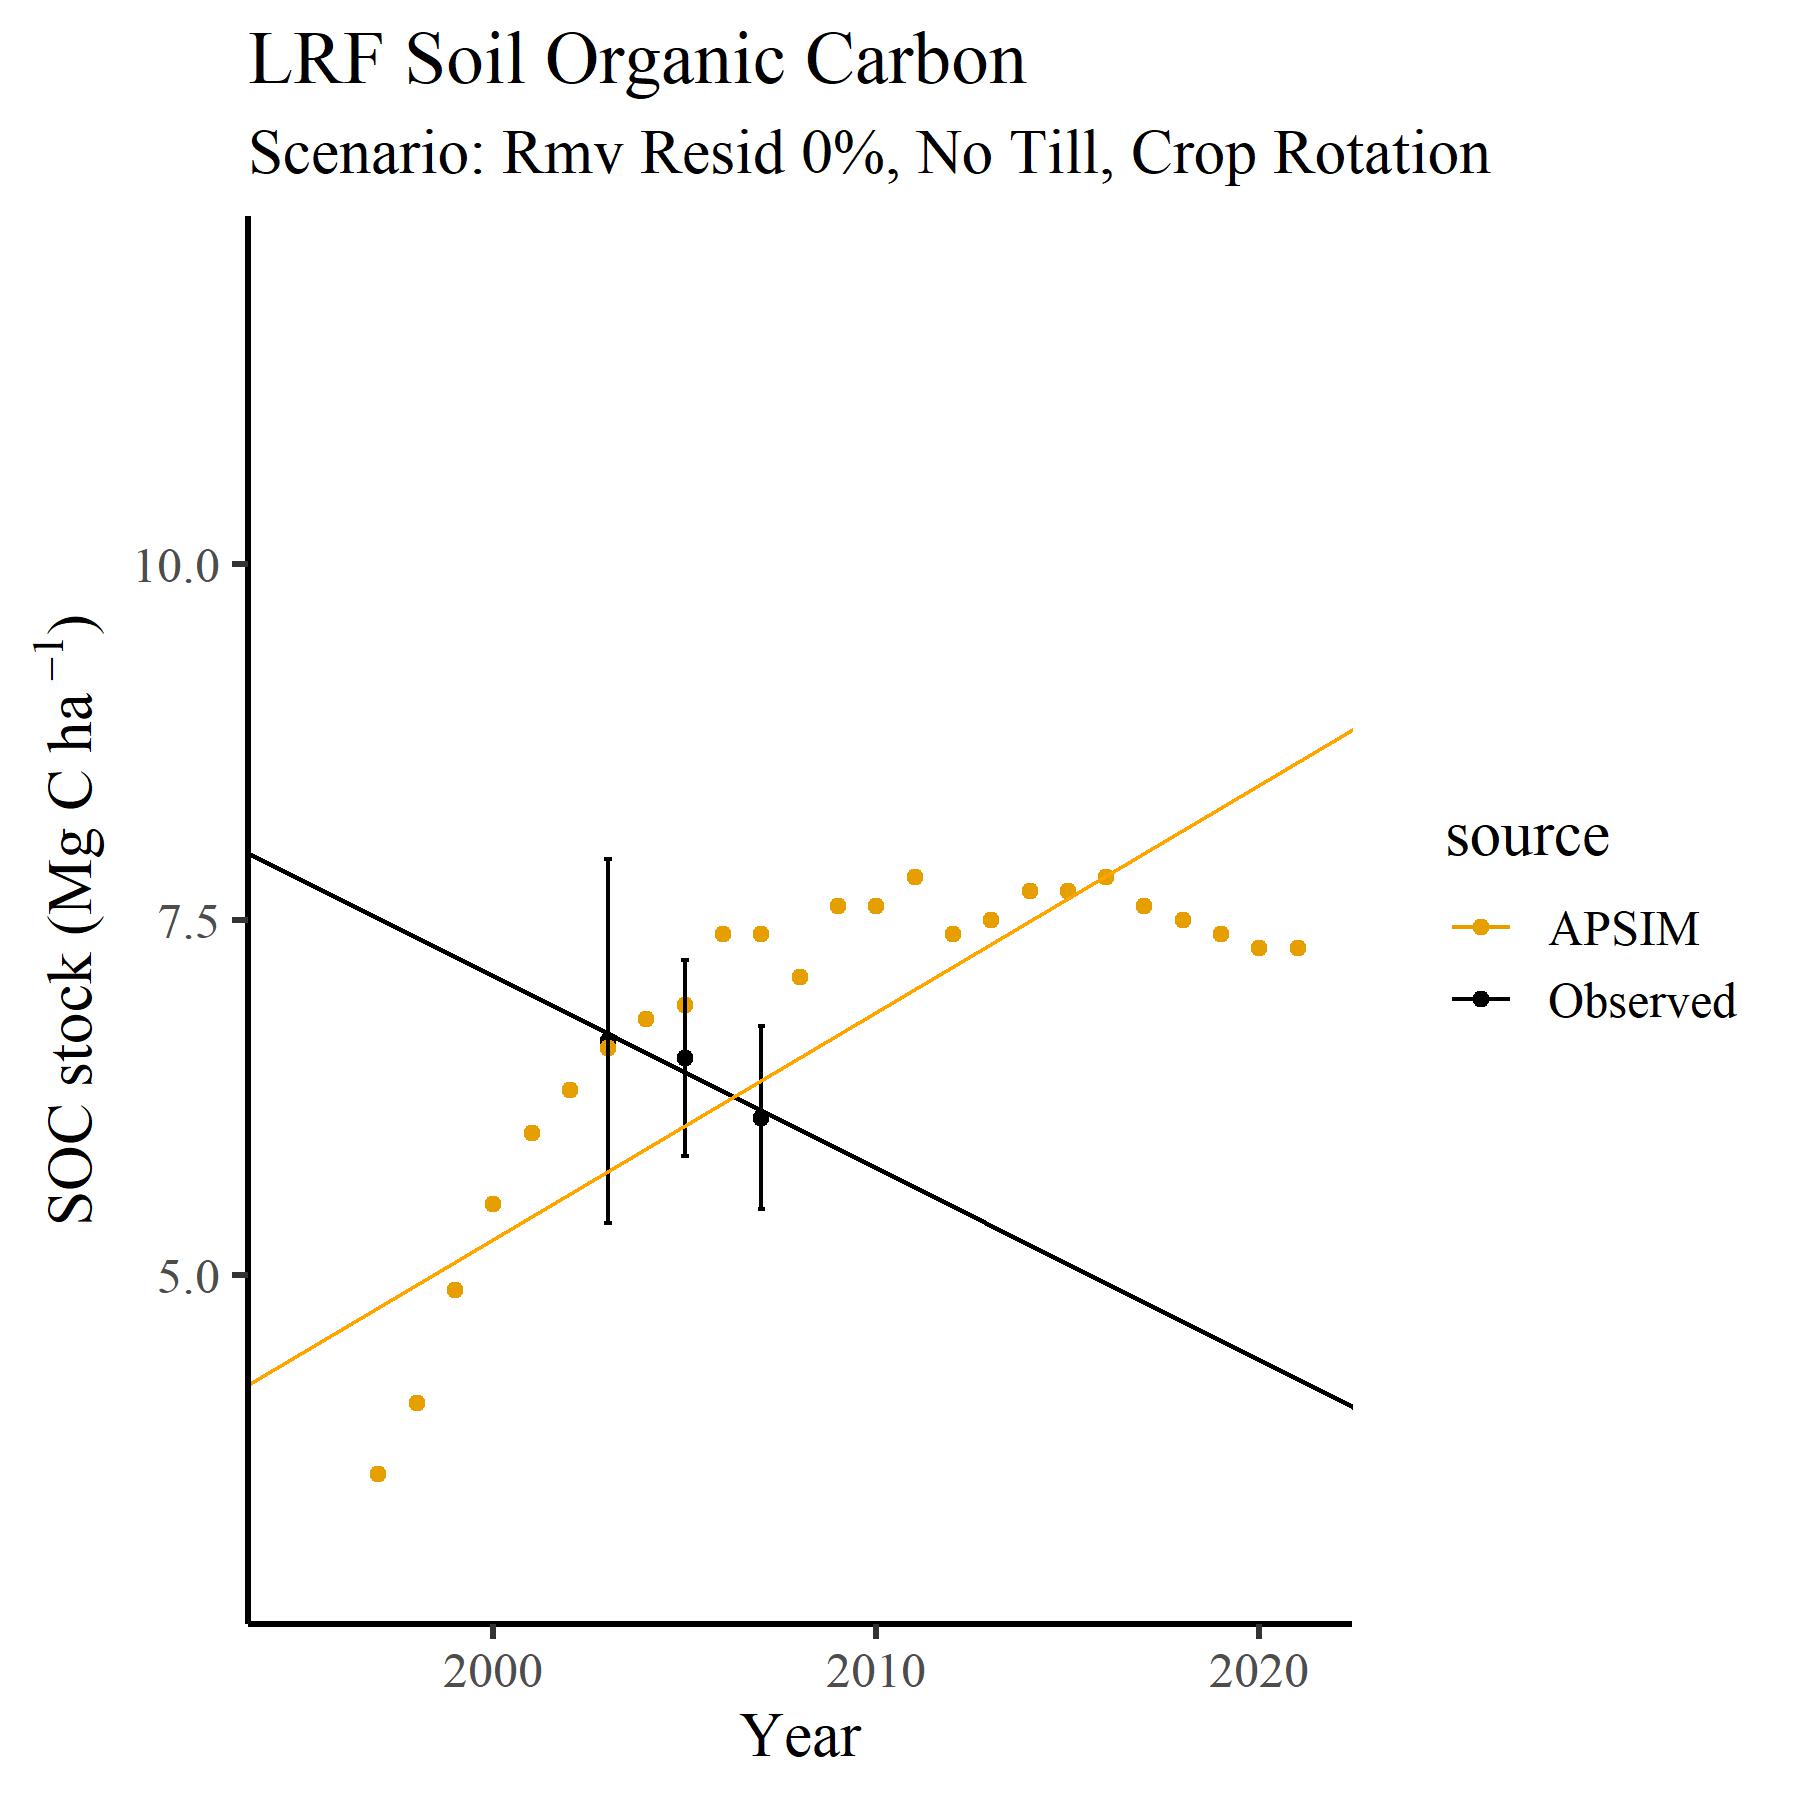 LRF Soil Organic Carbon
Scenario: Rmv Resid 0%, No Till, Crop Rotation
SOC stock (Mg C ha⁻¹)
10.0
7.5
5.0
2000 2010 2020
Year
source
APSIM
Observed